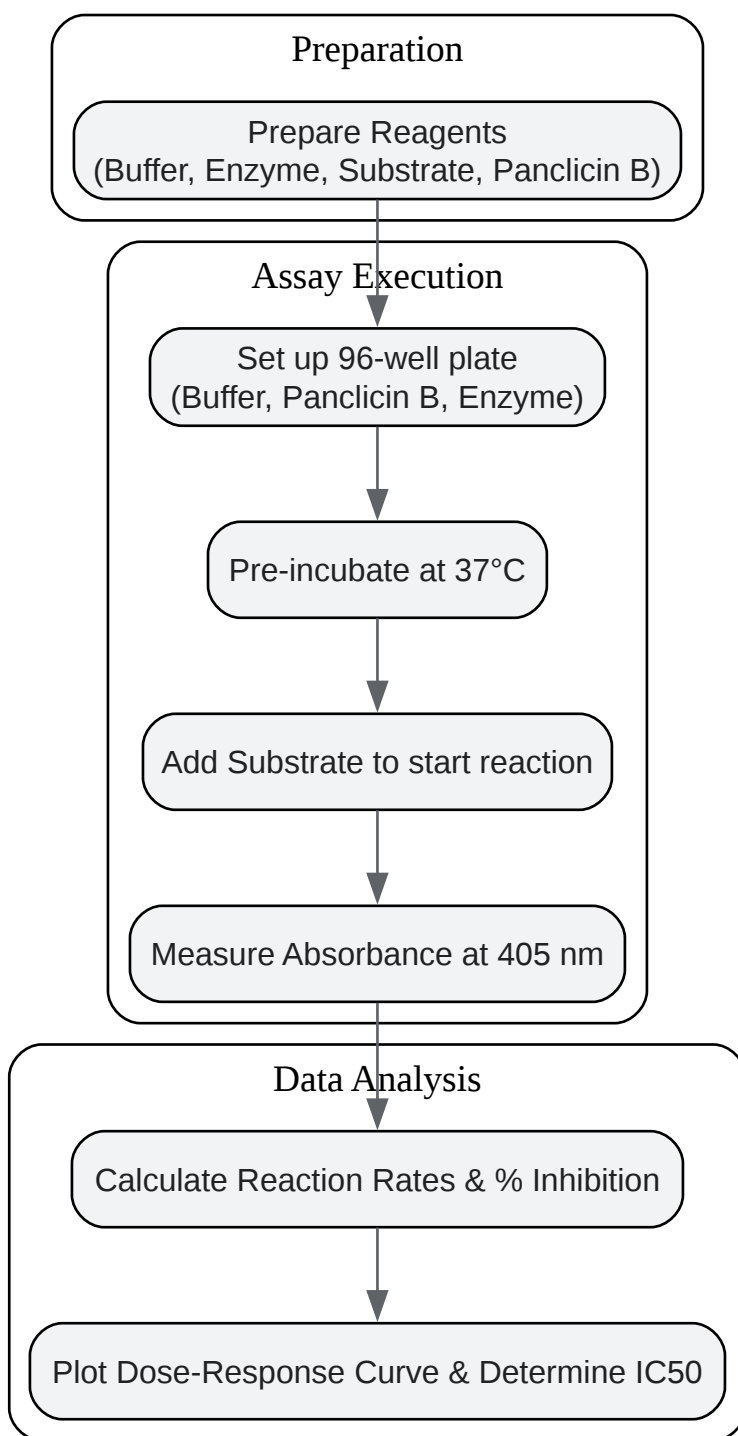 Preparation
Prepare Reagents
(Buffer, Enzyme, Substrate, Panclicin B)
Assay Execution
Set up 96-well plate
(Buffer, Panclicin B, Enzyme)
Pre-incubate at 37°C
Add Substrate to start reaction
Measure Absorbance at 405 nm
Data Analysis
Calculate Reaction Rates & % Inhibition
Plot Dose-Response Curve & Determine IC50